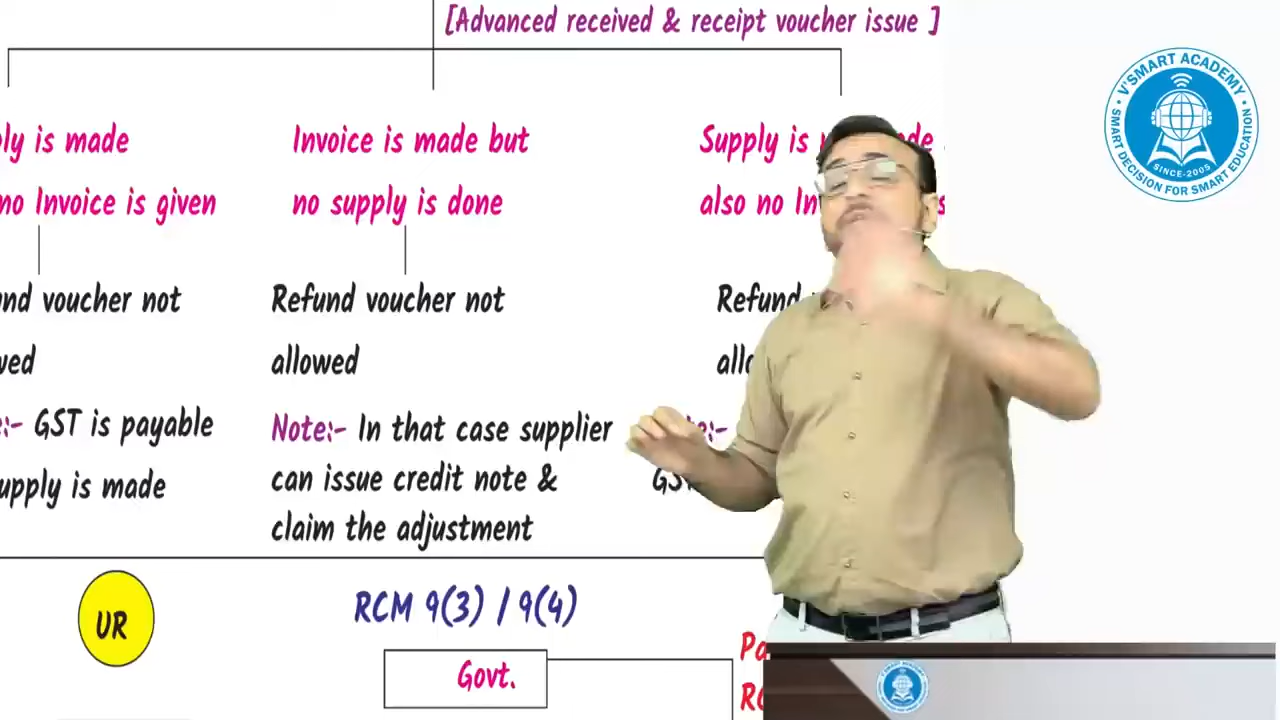 [Advanced received & receipt voucher issue ]
ly is made
no Invoice is given
nd voucher not
ved
:- GST is payable
upply is made
Invoice is made but
no supply is done
Refund voucher not
allowed
Note:- In that case supplier
can issue credit note &
claim the adjustment
Supply is
also no In
Refund
allo
:-
GST
UR
RCM 9(3) / 9(4)
Govt.
Pa
V'SMART ACADEMY
SINCE-2005
SMART DECISION FOR SMART EDUCATION